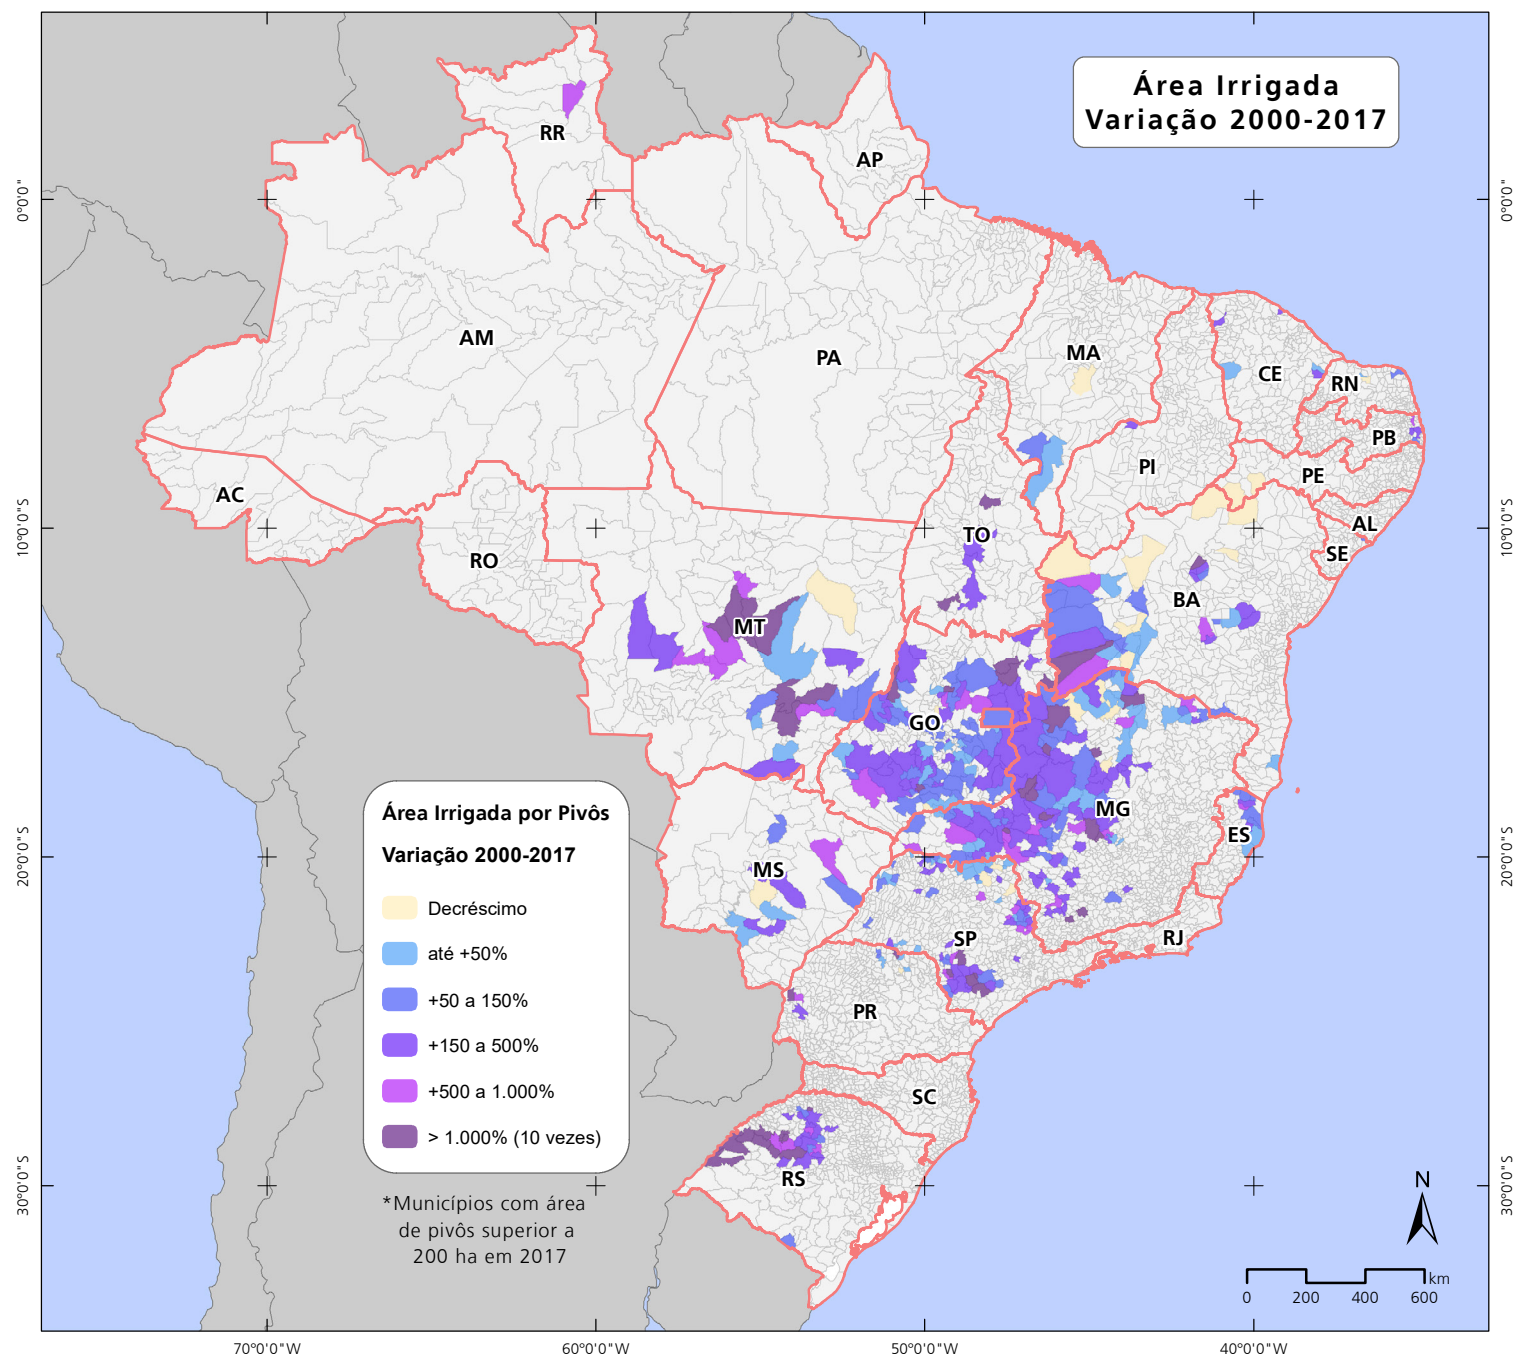 Área Irrigada
Variação 2000-2017
RR
AP
0°0'0"
0°0'0"
AM
PA
MA
CE
RN
PB
PI
PE
AC
AL
10°0'0"S
10°0'0"S
TO
SE
RO
BA
MT
GO
MG
ES
20°0'0"S
20°0'0"S
MS
SP
RJ
PR
SC
RS
30°0'0"S
30°0'0"S
Área Irrigada por Pivôs
Variação 2000-2017
Decréscimo
até +50%
+50 a 150%
+150 a 500%
+500 a 1.000%
> 1.000% (10 vezes)
*Municípios com área
de pivôs superior a
200 ha em 2017
N
km
0 200 400 600
70°0'0"W 60°0'0"W 50°0'0"W 40°0'0"W